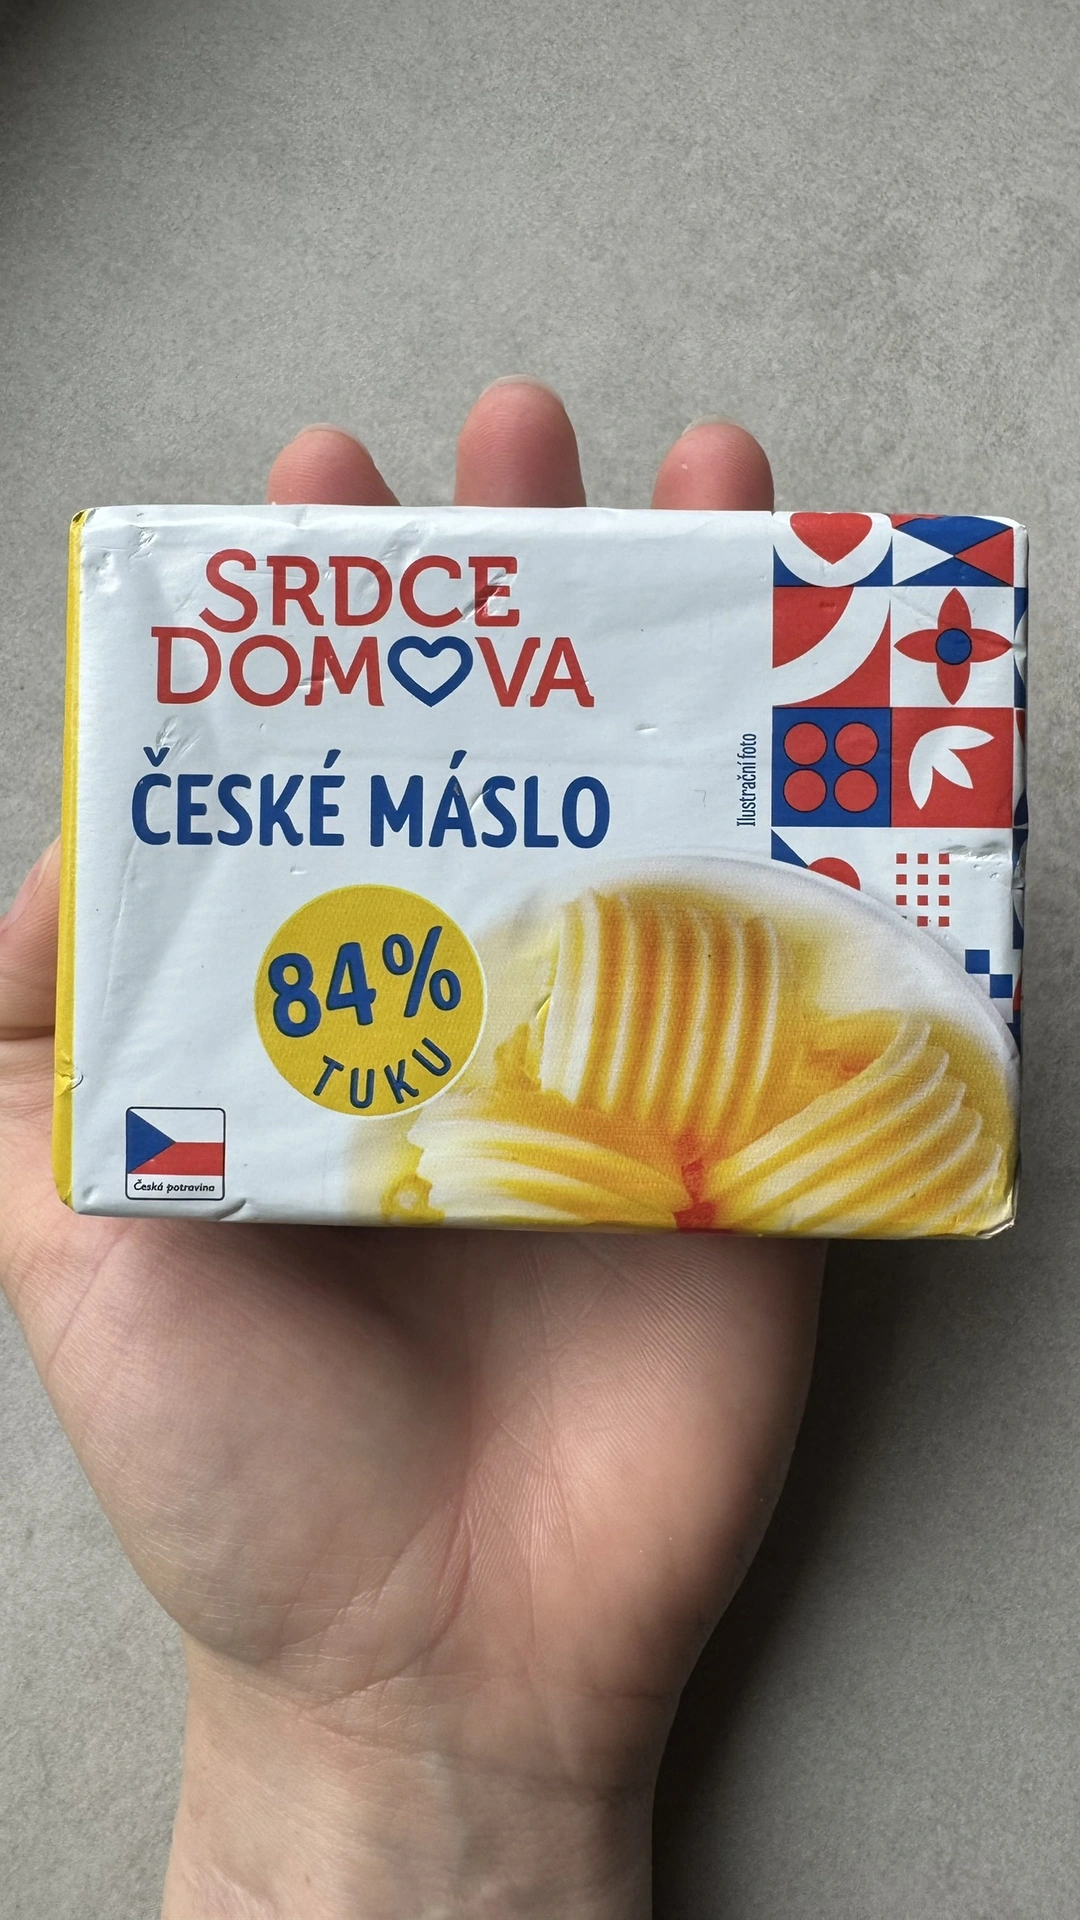 SRDCE
DOMOVA
ČESKÉ MÁSLO
Ilustrační foto
84%
TUKU
Česká potravina